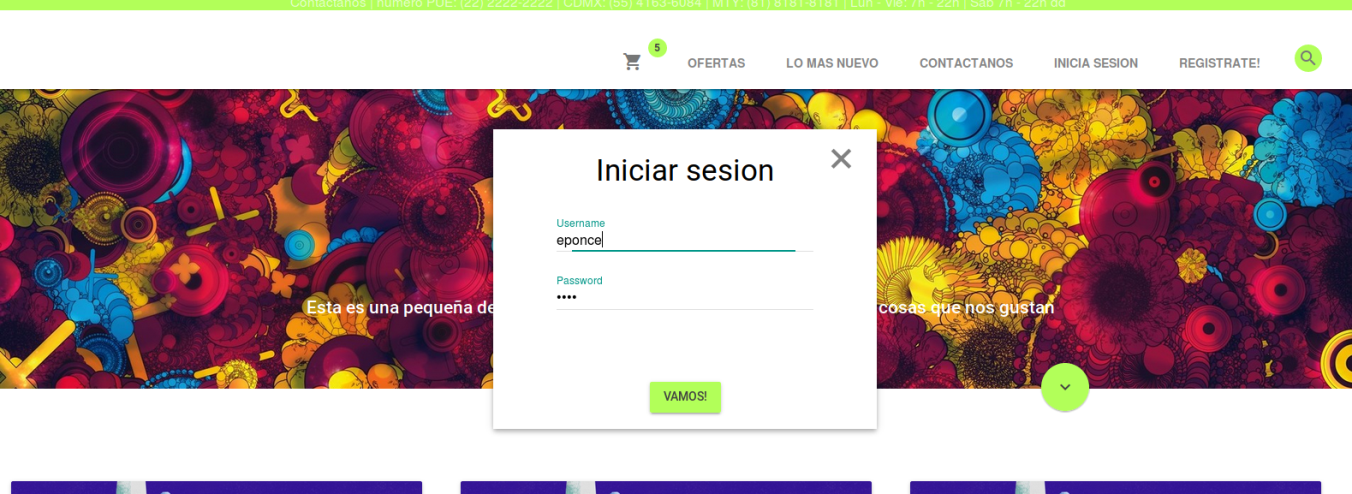 Contactanos | numero PUE: (22) 2222-2222 | CDMX: (55) 4163-6084 | MTY: (81) 8181-8181 | Lun - Vie: 7h - 22h | Sab 7h - 22h do
5
OFERTAS LO MAS NUEVO CONTACTANOS INICIA SESION REGISTRATE!
Iniciar sesion
Username
eponce
Password
Esta es una pequeña de cosas que nos gustan
VAMOS!